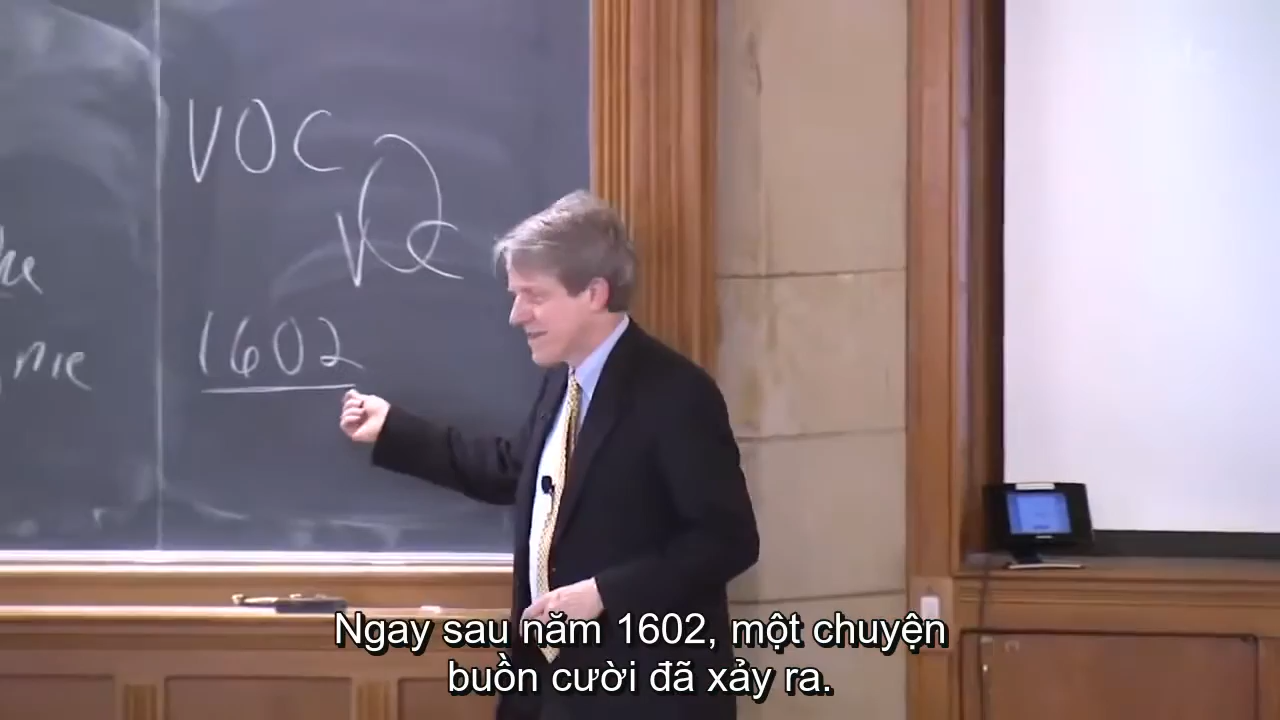 VOC
1602
Ngay sau năm 1602, một chuyện
buồn cười đã xảy ra.